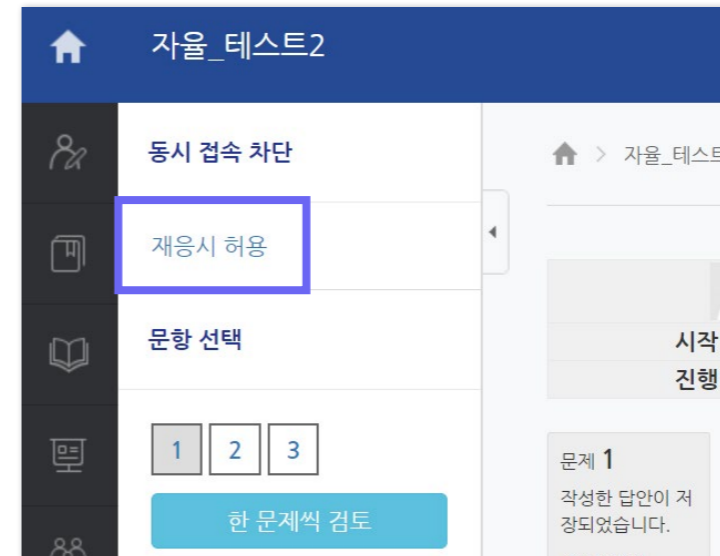 자율_테스트2
동시 접속 차단
재응시 허용
문항 선택
1 2 3
한 문제씩 검토
> 자율_테스트
시작
진행
문제 1
작성한 답안이 저
장되었습니다.